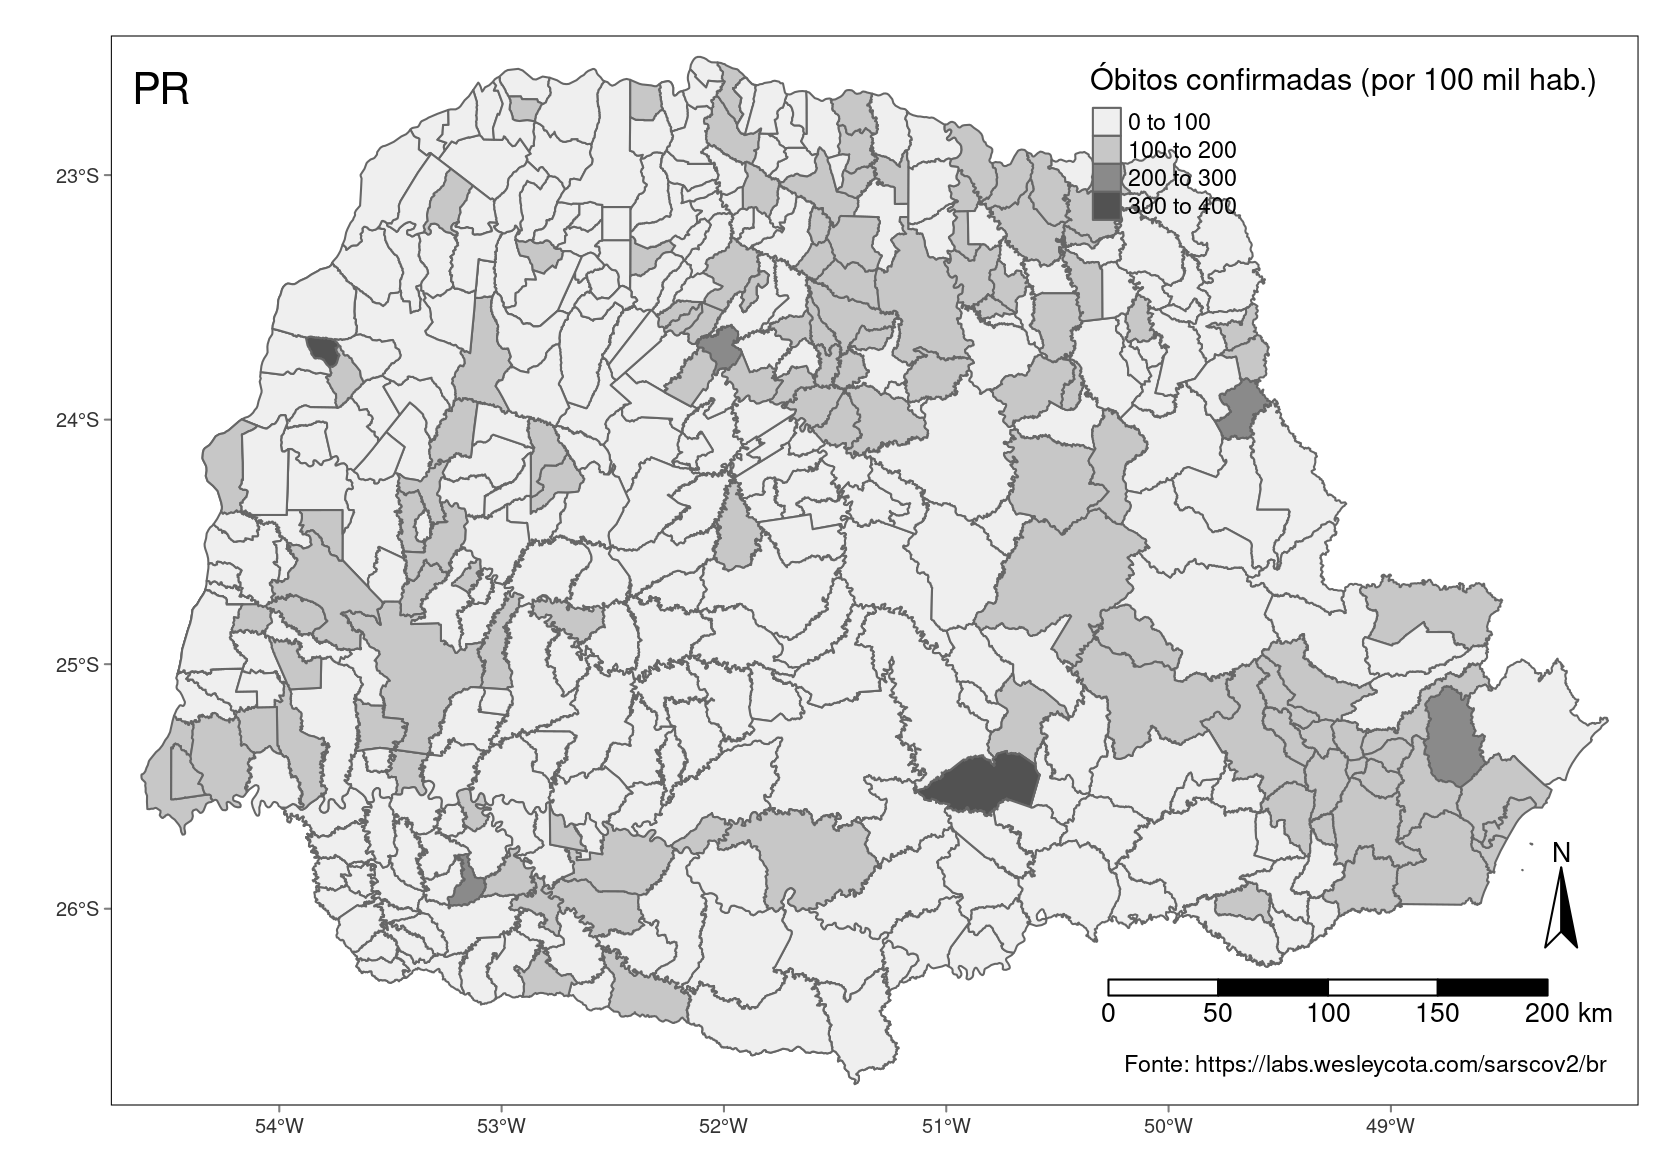 PR
Óbitos confirmadas (por 100 mil hab.)
0 to 100
100 to 200
200 to 300
300 to 400
23°S
24°S
25°S
26°S
N
0 50 100 150 200 km
Fonte: https://labs.wesleycota.com/sarscov2/br
54°W 53°W 52°W 51°W 50°W 49°W